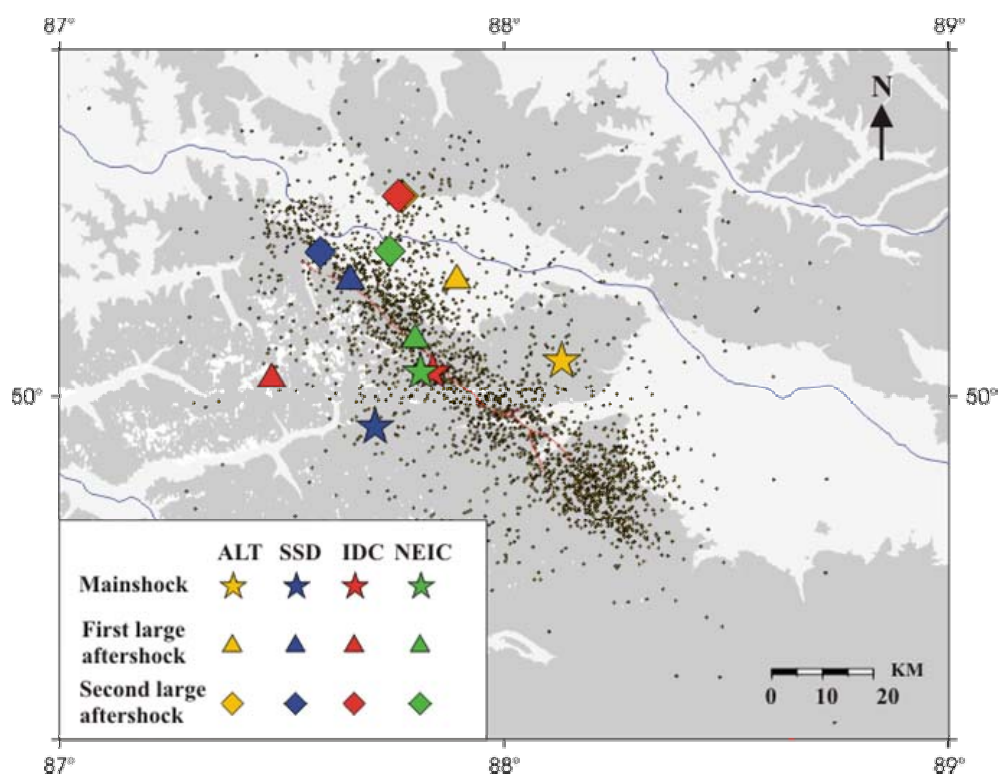 87° 88° 89°
N
50° 50°
ALT SSD IDC NEIC
Mainshock
First large
aftershock
Second large
aftershock
KM
0 10 20
87° 88° 89°